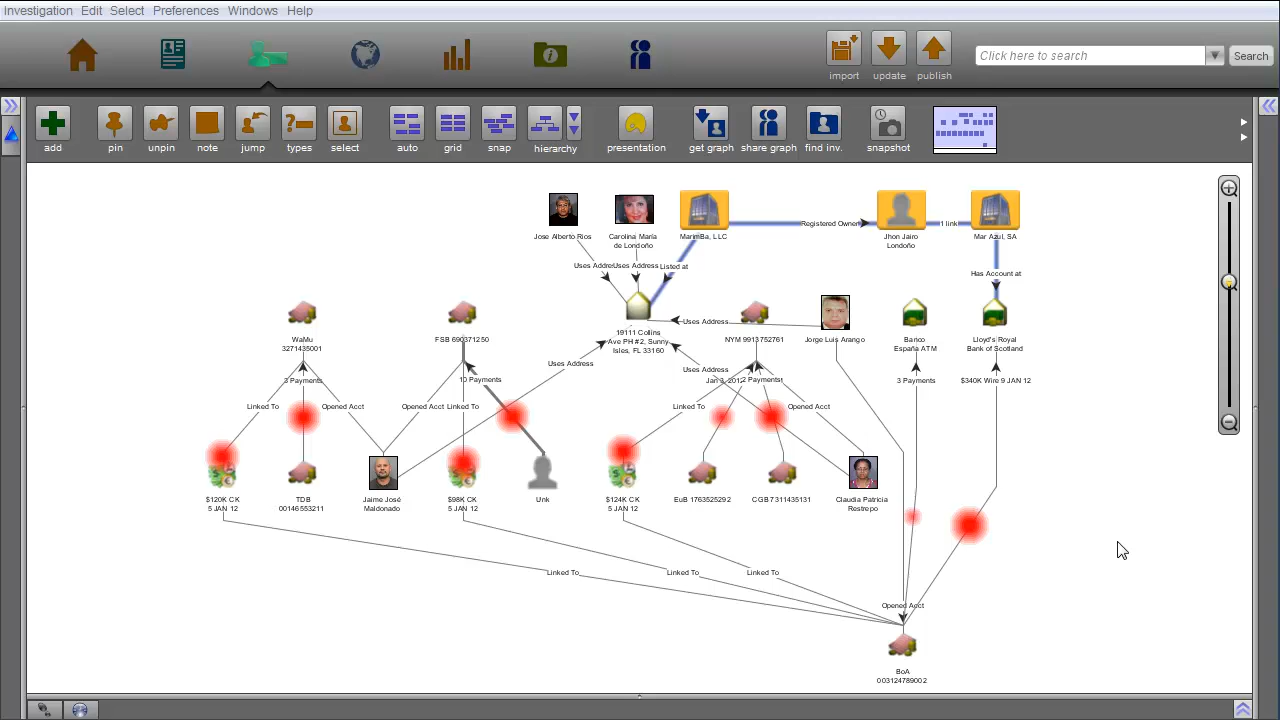 Investigation Edit Select Preferences Windows Help
import update publish
Click here to search
Search
add pin unpin note jump types select auto grid snap hierarchy presentation get graph share graph find inv. snapshot
Jose Alberto Rios
Carolina María
de Londoño
MarimBa, LLC
Registered Owner
Jhon Jairo
Londoño
1 link
Mar Azul, SA
Uses Addre
Uses Address
Listed at
Has Account at
WaMu
3271435001
FSB 690371250
19111 Collins
Ave PH #2, Sunny
Isles, FL 33160
Uses Address
NYM 9913752761
Jorge Luis Arango
Banco
España ATM
Lloyd's Royal
Bank of Scotland
Uses Address
Uses Address
3 Payments
10 Payments
Jan 3, 2012
2 Payments
3 Payments
$340K Wire 9 JAN 12
Linked To
Opened Acct
Opened Acct
Linked To
Linked To
Opened Acct
$120K CK
5 JAN 12
TDB
00146553211
Jaime José
Maldonado
$98K CK
5 JAN 12
Unk
$124K CK
5 JAN 12
EuB 1763525292
CGB 7311435131
Claudia Patricia
Restrepo
Linked To
Linked To
Linked To
Opened Acct
BoA
003124789002